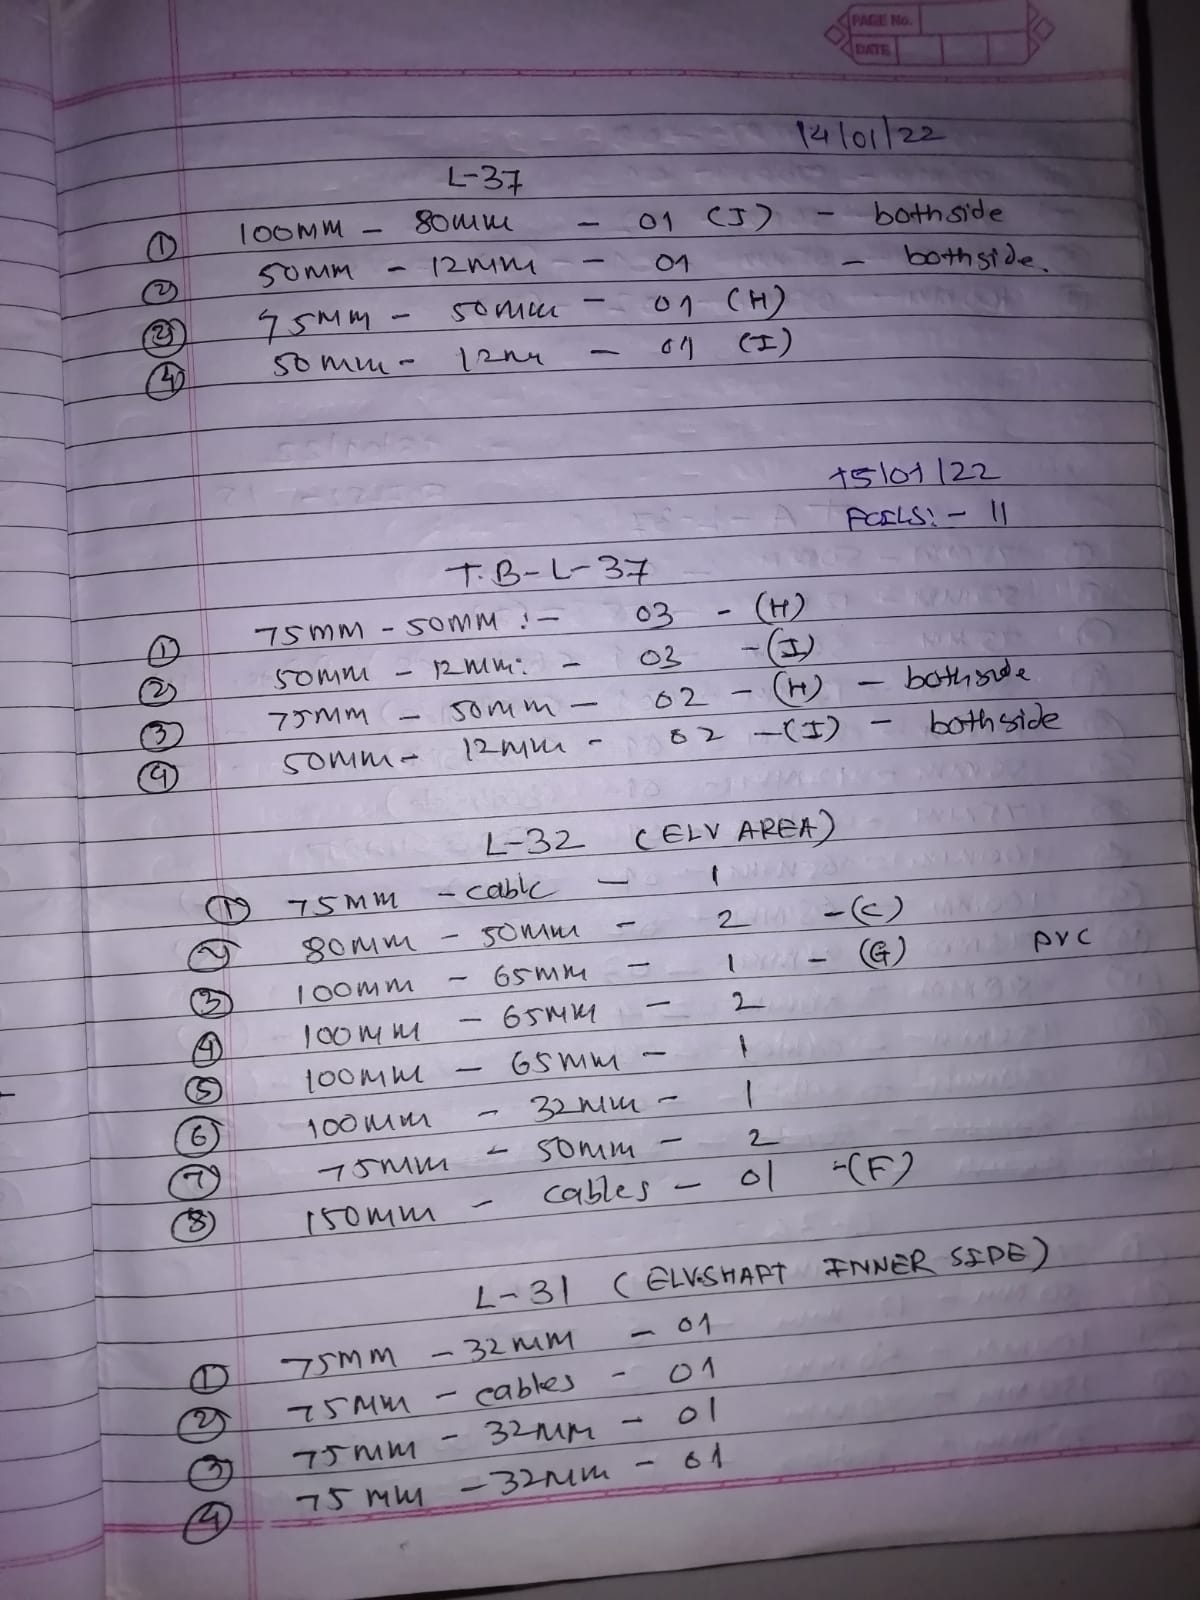 PAGE No.
DATE
14/01/22
L-37
① 100MM - 80mm - 01 (I) - bothside
② 50MM - 12MM - 01 - bothside.
③ 75MM - 50mm - 01 (H)
④ 50mm - 12m - 01 (I)
15/01/22
FOILS:- 11
T.B-L-37
① 75MM - 50MM :- 03 - (H)
② 50MM - 12MM: - 03 - (I)
③ 75MM - 50mm - 02 - (H) - bothside
④ 50MM - 12MM - 02 - (I) - bothside
L-32 (ELV AREA)
① 75MM - cable - 1
② 80MM - 50MM - 2 - (C)
③ 100MM - 65MM - 1 - (G) PVC
④ 100MM - 65MM - 2
⑤ 100MM - 65MM - 1
⑥ 100MM - 32MM - 1
⑦ 75MM - 50MM - 2
⑧ 150MM - cables - 01 - (F)
L-31 (ELV-SHAFT INNER SIDE)
① 75MM - 32MM - 01
② 75MM - cables - 01
③ 75MM - 32MM - 01
④ 75MM - 32MM - 01